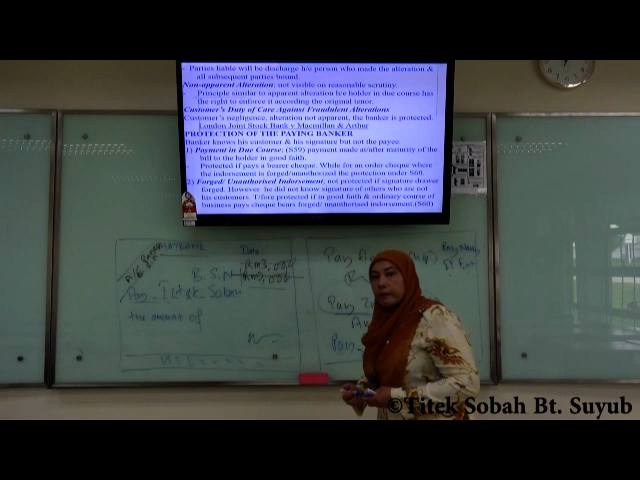 - Parties liable will be discharge h/e person who made the alteration &
all subsequent parties bound.
Non-apparent Alteration; not visible on reasonable scrutiny.
- Principle similar to apparent alteration h/e holder in due course has
the right to enforce it according the original tenor.
Customer's Duty of Care Against Fraudulent Alterations
Customer's negligence, alteration not apparent, the banker is protected.
London Joint Stock Bank v Macmillan & Arthur
PROTECTION OF THE PAYING BANKER
Banker knows his customer & his signature but not the payee.
1) Payment in Due Course; (S59) payment made at/after maturity of the
bill to the holder in good faith.
- Protected if pays a bearer cheque. While for an order cheque where
the indorsement is forged/unauthorized the protection under S60.
2) Forged/ Unauthorised Indorsement, not protected if signature drawer
forged. However he did not know signature of others who are not
his customers. T/fore protected if in good faith & ordinary course of
business pays cheque bears forged/ unauthorised indorsement.(S60)
Date:
RM3,000
B.S.N RM2,000
Pay Titek Sobah
the amount of
Pay
Pay
Pay
©Titek Sobah Bt. Suyub